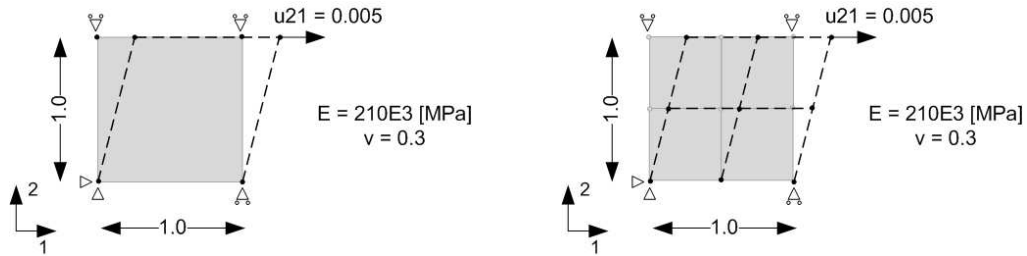 u21 = 0.005
1.0
E = 210E3 [MPa]
v = 0.3
2
1.0
1
u21 = 0.005
1.0
E = 210E3 [MPa]
v = 0.3
2
1.0
1